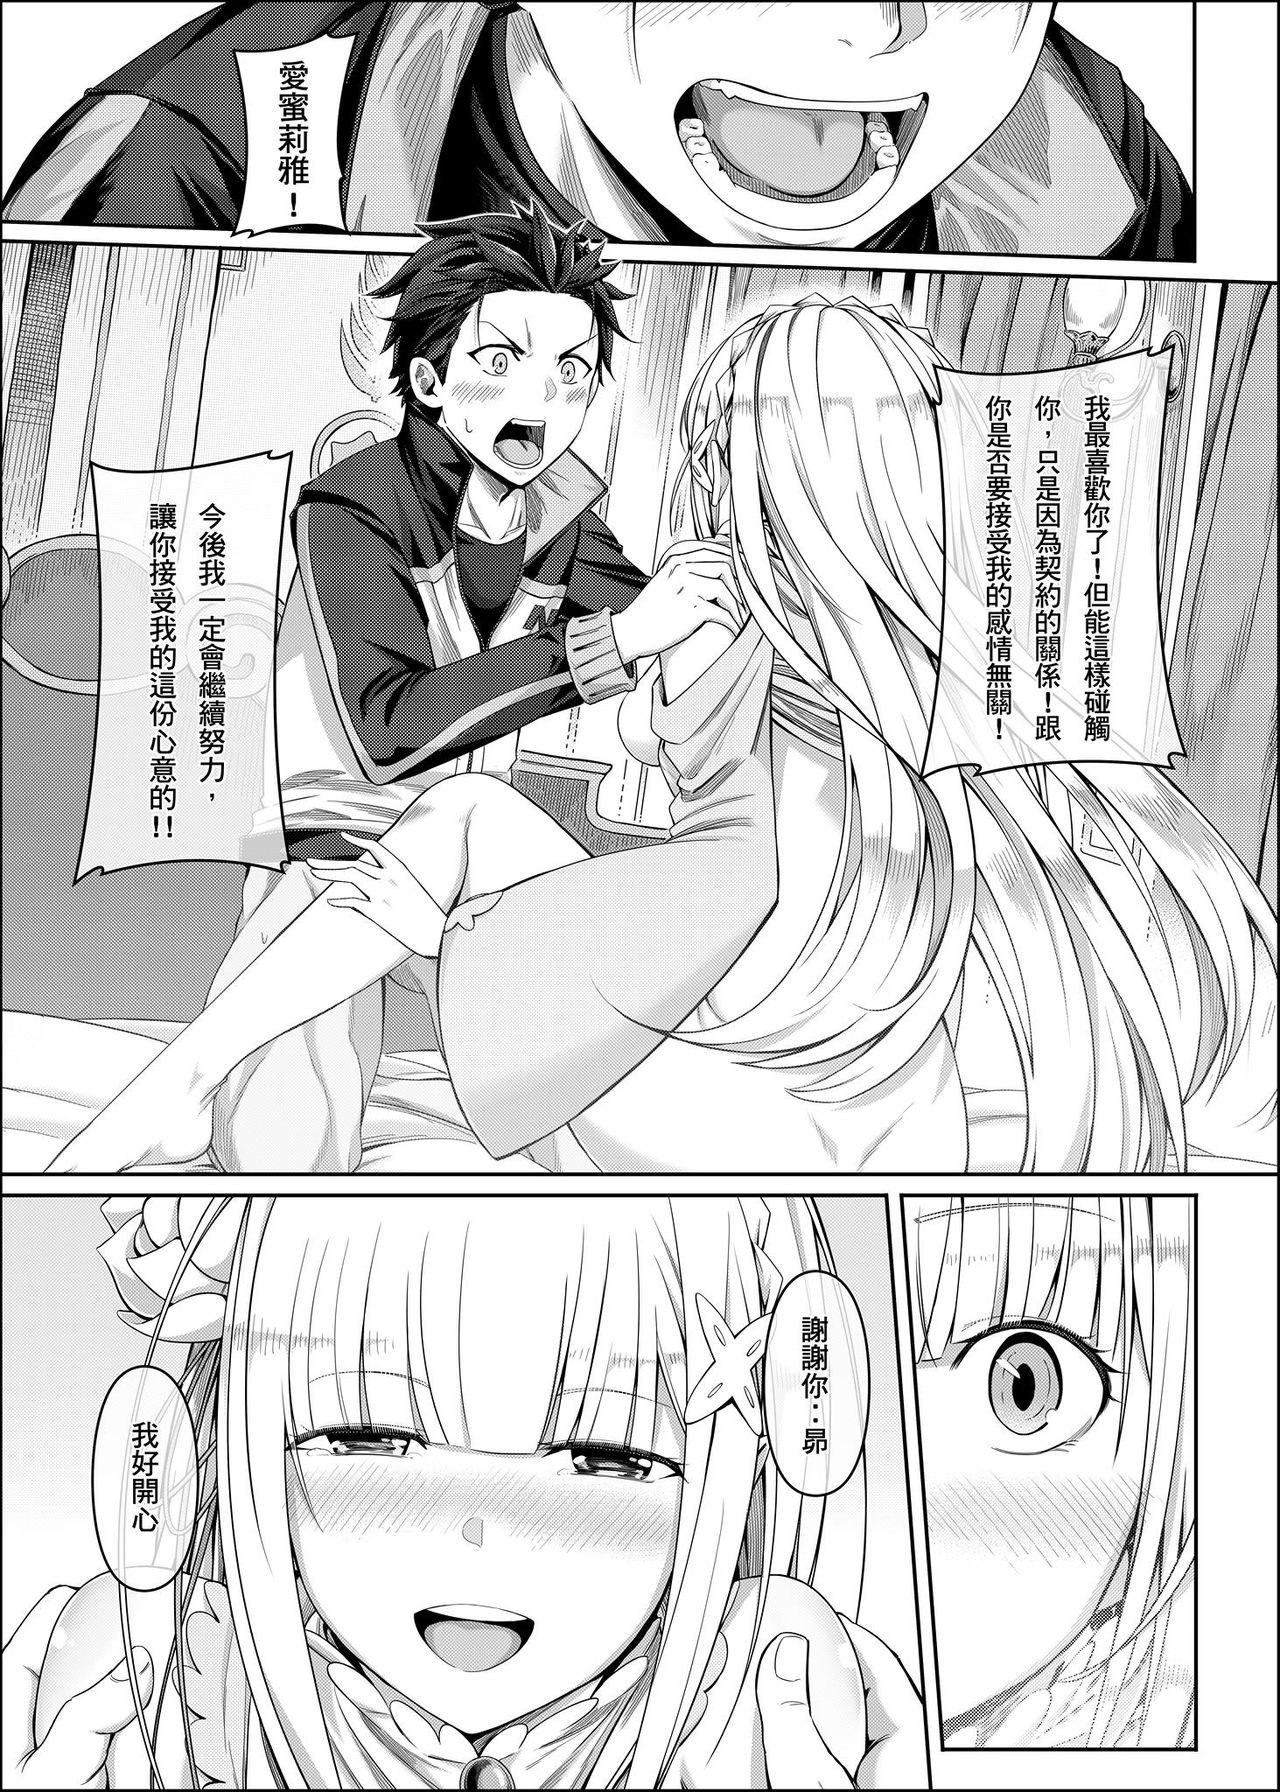 愛蜜莉雅！
我最喜歡你了！但能這樣碰觸
你，只是因為契約的關係！跟
你是否要接受我的感情無關！
今後我一定會繼續努力，
讓你接受我的這份心意的!!
謝謝你：昴
我好開心